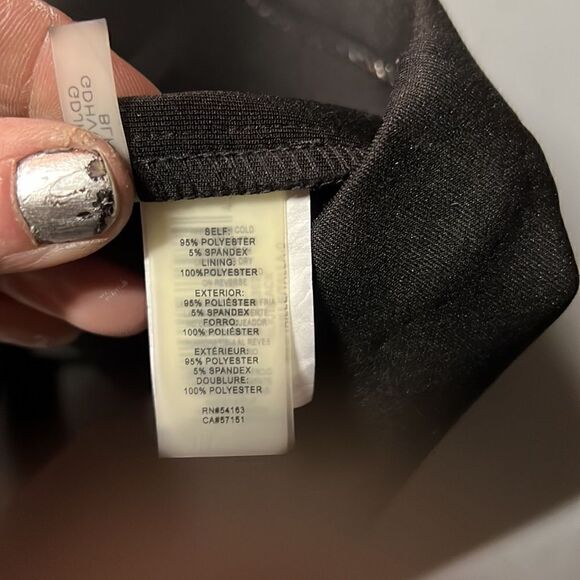 SELF:
95% POLYESTER
5% SPANDEX
LINING:
100%POLYESTER
EXTERIOR:
95% POLIÉSTER
5% SPANDEX
FORRO:
100% POLIÉSTER
EXTÉRIEUR:
95% POLYESTER
5% SPANDEX
DOUBLURE:
100% POLYESTER
RN#54163
CA#57151